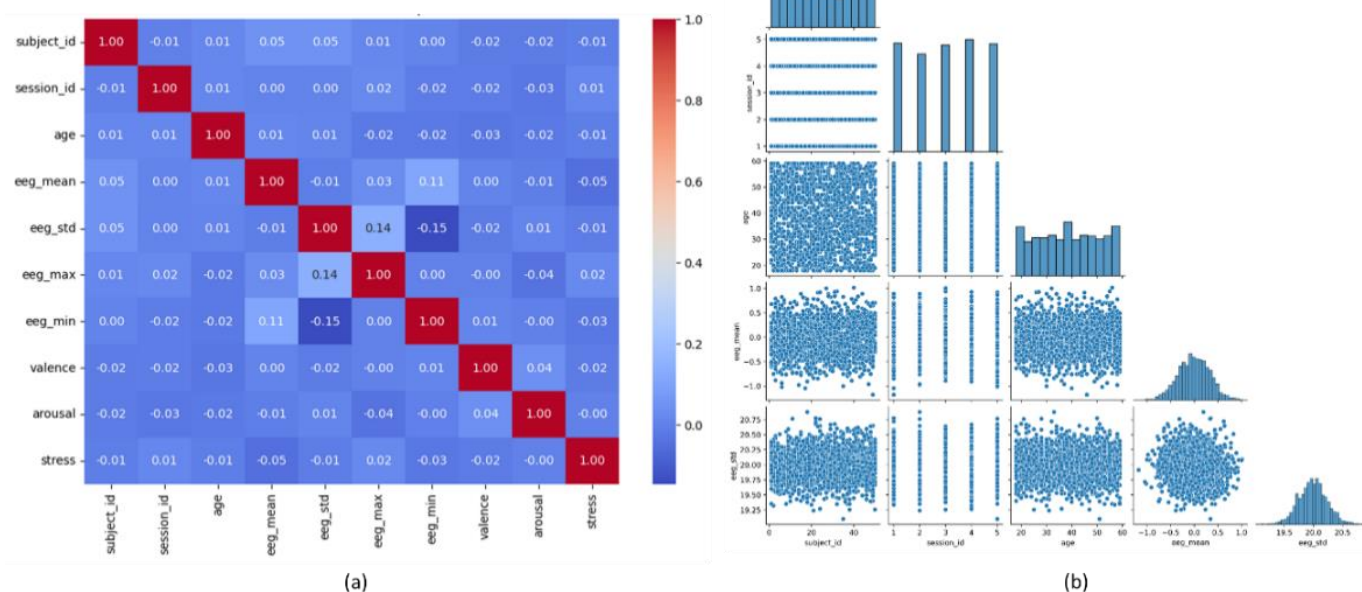 subject_id 1.00 -0.01 0.01 0.05 0.05 0.01 0.00 -0.02 -0.02 -0.01
session_id -0.01 1.00 0.01 0.00 0.00 0.02 -0.02 -0.02 -0.03 0.01
age 0.01 0.01 1.00 0.01 0.01 -0.02 -0.02 -0.03 -0.02 -0.01
eeg_mean 0.05 0.00 0.01 1.00 -0.01 0.03 0.11 0.00 -0.01 -0.05
eeg_std 0.05 0.00 0.01 -0.01 1.00 0.14 -0.15 -0.02 0.01 -0.01
eeg_max 0.01 0.02 -0.02 0.03 0.14 1.00 0.00 -0.00 -0.04 0.02
eeg_min 0.00 -0.02 -0.02 0.11 -0.15 0.00 1.00 0.01 -0.00 -0.03
valence -0.02 -0.02 -0.03 0.00 -0.02 -0.00 0.01 1.00 0.04 -0.02
arousal -0.02 -0.03 -0.02 -0.01 0.01 -0.04 -0.00 0.04 1.00 -0.00
stress -0.01 0.01 -0.01 -0.05 -0.01 0.02 -0.03 -0.02 -0.00 1.00
subject_id session_id age eeg_mean eeg_std eeg_max eeg_min valence arousal stress
1.0
0.8
0.6
0.4
0.2
0.0
(a)
session_id
5
4
3
2
1
age
60
50
40
30
20
eeg_mean
1.0
0.5
0.0
−0.5
−1.0
eeg_std
20.75
20.50
20.25
20.00
19.75
19.50
19.25
0 20 40
subject_id
1 2 3 4 5
session_id
20 30 40 50 60
age
−1.0 −0.5 0.0 0.5 1.0
eeg_mean
19.5 20.0 20.5
eeg_std
(b)